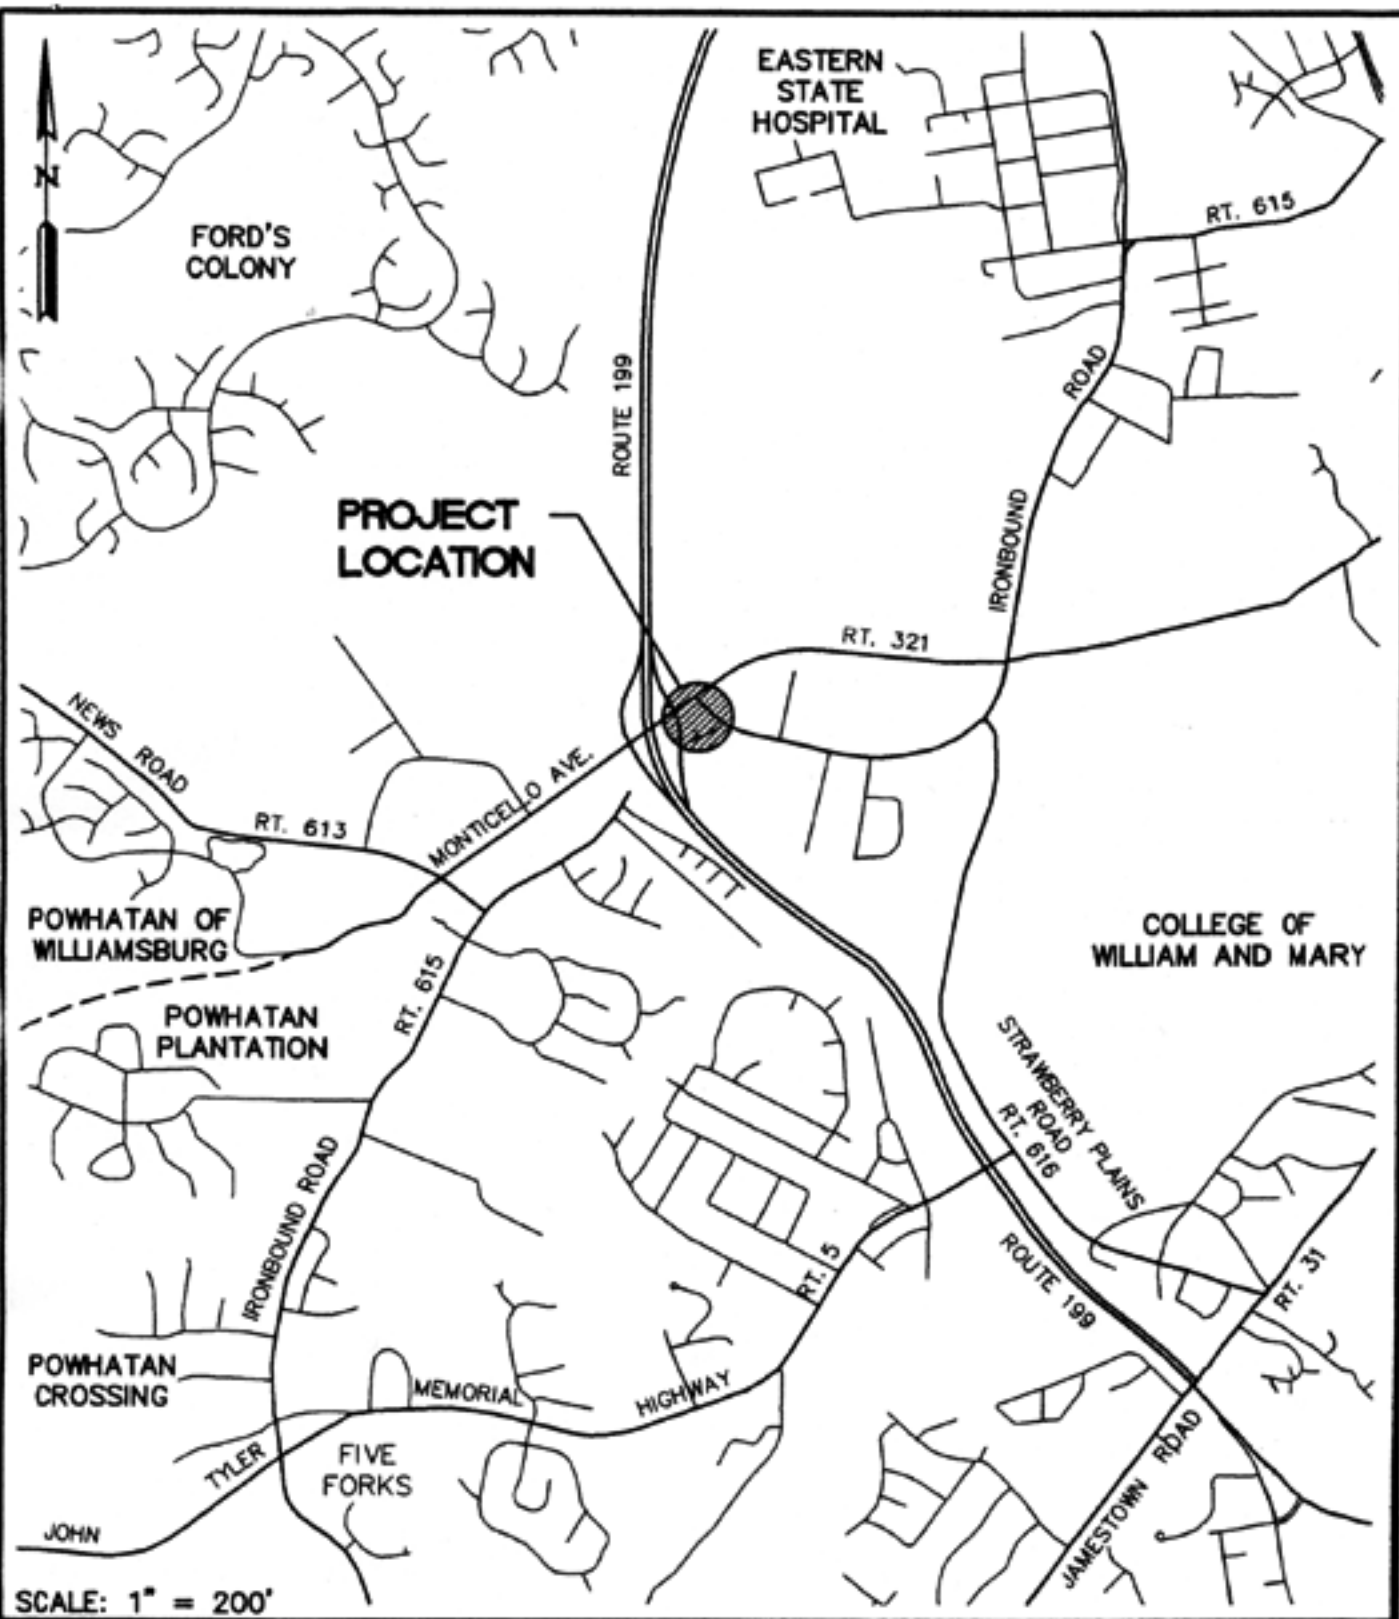 EASTERN
STATE
HOSPITAL
N
RT. 615
FORD'S
COLONY
ROUTE 199
ROAD
PROJECT
LOCATION
IRONBOUND
RT. 321
NEWS
ROAD
RT. 613
MONTICELLO AVE.
POWHATAN OF
WILLIAMSBURG
COLLEGE OF
WILLIAM AND MARY
RT. 615
POWHATAN
PLANTATION
STRAWBERRY PLAINS
ROAD
RT. 616
IRONBOUND ROAD
RT. 5
ROUTE 199
RT. 31
POWHATAN
CROSSING
MEMORIAL
HIGHWAY
TYLER
FIVE
FORKS
JOHN
JAMESTOWN ROAD
SCALE: 1" = 200'